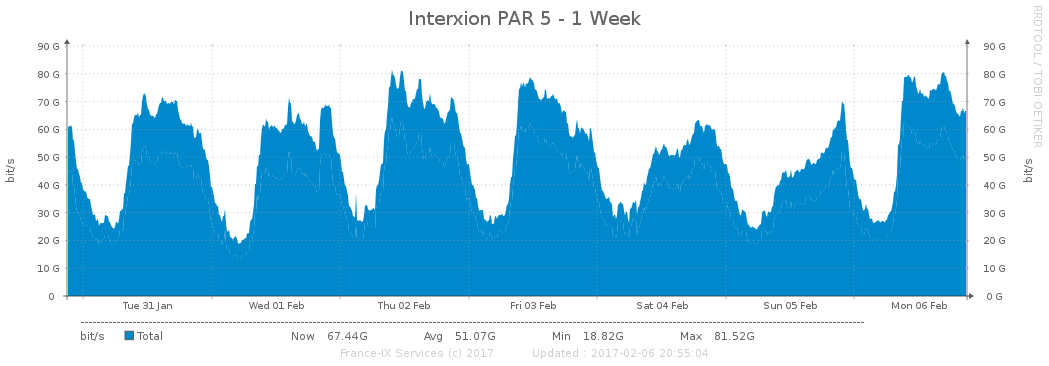 Interxion PAR 5 - 1 Week
RRDTOOL / TOBI OETIKER
90 G 90 G
80 G 80 G
70 G 70 G
60 G 60 G
50 G 50 G
40 G 40 G
30 G 30 G
20 G 20 G
10 G 10 G
0 0 G
bit/s
bit/s
Tue 31 Jan Wed 01 Feb Thu 02 Feb Fri 03 Feb Sat 04 Feb Sun 05 Feb Mon 06 Feb
bit/s Total Now 67.44G Avg 51.07G Min 18.82G Max 81.52G
France-IX Services (c) 2017 Updated : 2017-02-06 20:55:04